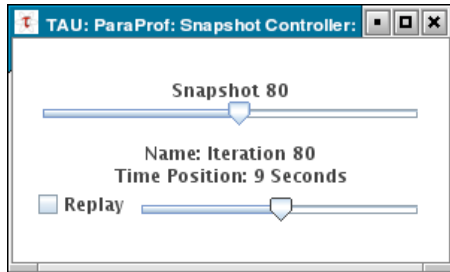 TAU: ParaProf: Snapshot Controller:
Snapshot 80
Name: Iteration 80
Time Position: 9 Seconds
Replay